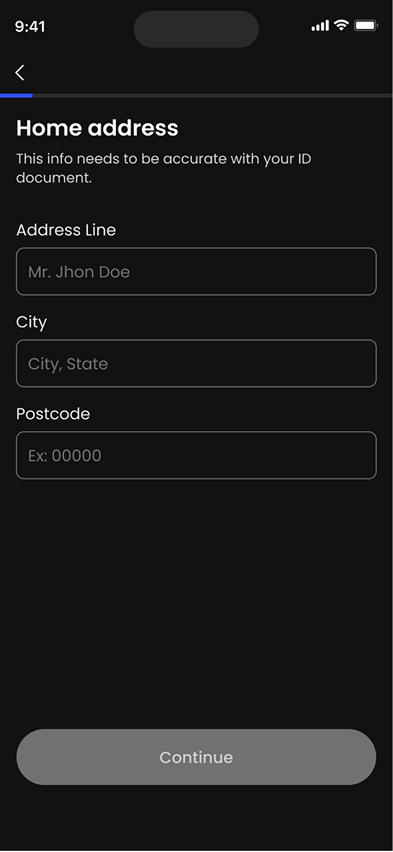 9:41
Home address
This info needs to be accurate with your ID
document.
Address Line
Mr. Jhon Doe
City
City, State
Postcode
Ex: 00000
Continue